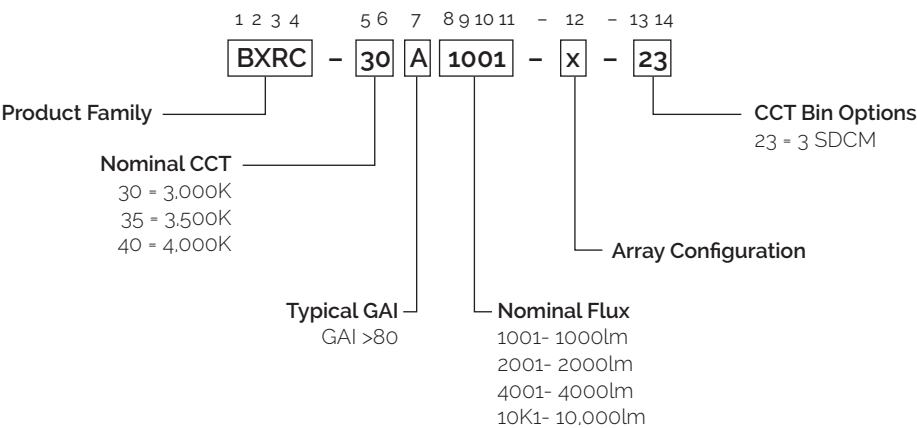 1 2 3 4 5 6 7 8 9 10 11 - 12 - 13 14
BXRC – 30 A 1001 – x – 23
Product Family
CCT Bin Options
23 = 3 SDCM
Nominal CCT
30 = 3,000K
35 = 3,500K
40 = 4,000K
Array Configuration
Typical GAI
GAI >80
Nominal Flux
1001- 1000lm
2001- 2000lm
4001- 4000lm
10K1- 10,000lm